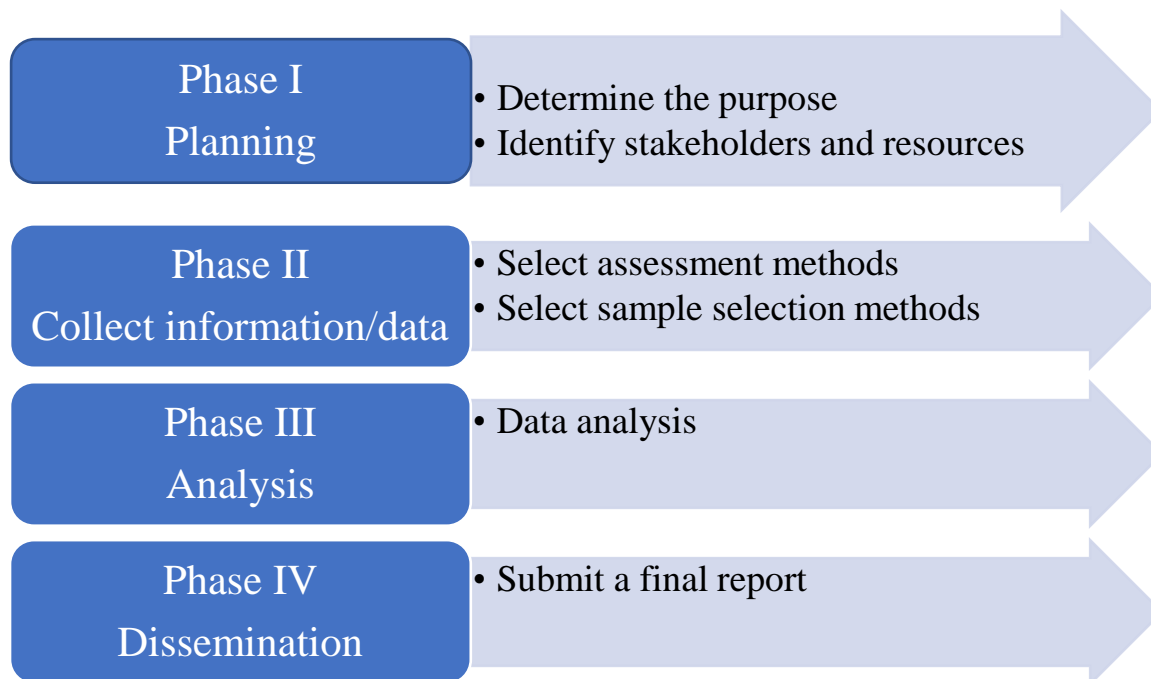 Phase I
Planning
• Determine the purpose
• Identify stakeholders and resources
Phase II
Collect information/data
• Select assessment methods
• Select sample selection methods
Phase III
Analysis
• Data analysis
Phase IV
Dissemination
• Submit a final report